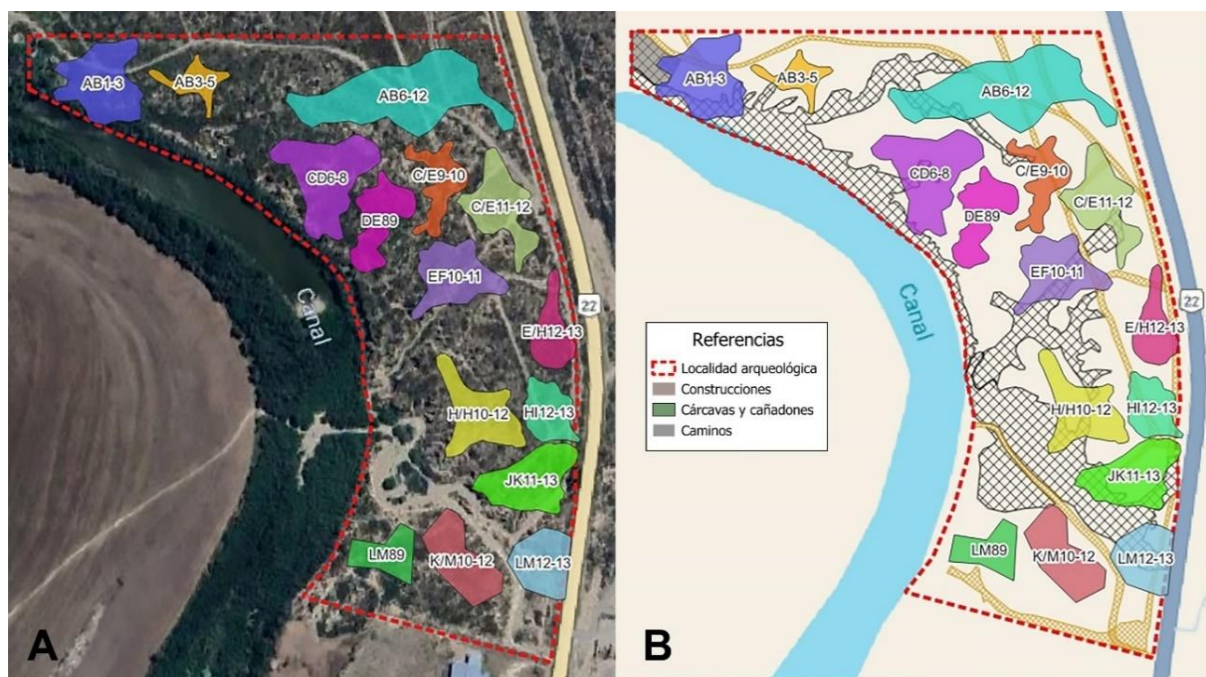 AB1-3
AB3-5
AB6-12
CD6-8
C/E9-10
DE89
C/E11-12
EF10-11
E/H12-13
Canal
22
H/H10-12
HI12-13
JK11-13
LM89
K/M10-12
LM12-13
A
AB1-3
AB3-5
AB6-12
CD6-8
C/E9-10
DE89
C/E11-12
EF10-11
E/H12-13
Canal
22
Referencias
Localidad arqueológica
Construcciones
Cárcavas y cañadones
Caminos
H/H10-12
HI12-13
JK11-13
LM89
K/M10-12
LM12-13
B